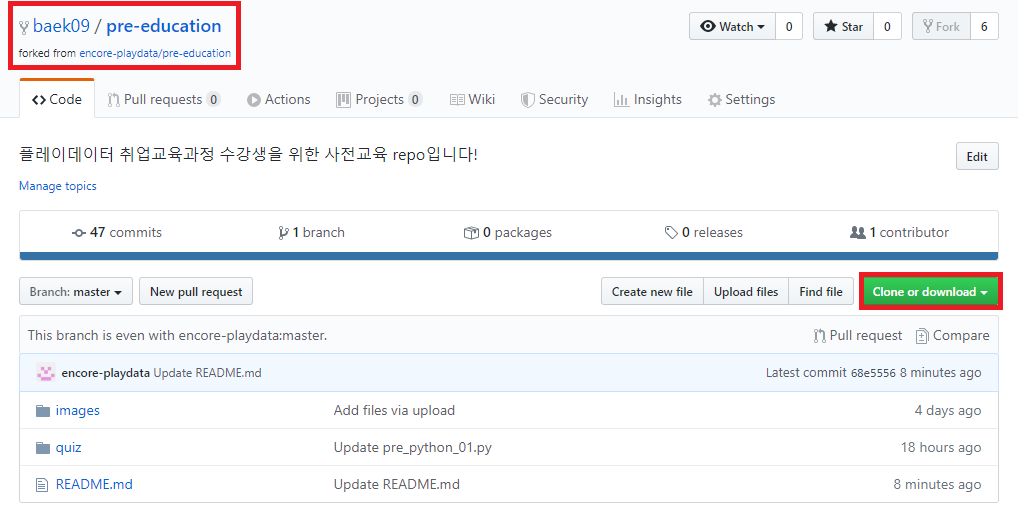 baek09 / pre-education
forked from encore-playdata/pre-education
Watch 0 Star 0 Fork 6
Code Pull requests 0 Actions Projects 0 Wiki Security Insights Settings
플레이데이터 취업교육과정 수강생을 위한 사전교육 repo입니다!
Edit
Manage topics
47 commits 1 branch 0 packages 0 releases 1 contributor
Branch: master New pull request Create new file Upload files Find file Clone or download
This branch is even with encore-playdata:master. Pull request Compare
encore-playdata Update README.md Latest commit 68e5556 8 minutes ago
images Add files via upload 4 days ago
quiz Update pre_python_01.py 18 hours ago
README.md Update README.md 8 minutes ago